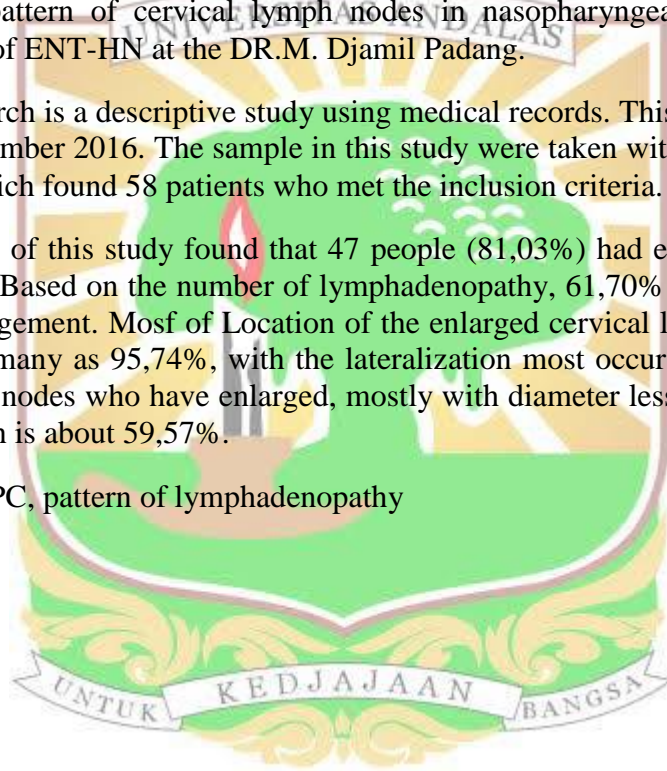 pattern of cervical lymph nodes in nasopharyngea
UNIVERSITAS ANDALAS
of ENT-HN at the DR.M. Djamil Padang.
rch is a descriptive study using medical records. This
mber 2016. The sample in this study were taken wit
ich found 58 patients who met the inclusion criteria.
of this study found that 47 people (81,03%) had e
Based on the number of lymphadenopathy, 61,70%
gement. Mosf of Location of the enlarged cervical l
many as 95,74%, with the lateralization most occur
nodes who have enlarged, mostly with diameter less
n is about 59,57%.
PC, pattern of lymphadenopathy
UNTUK KEDJAJAAN BANGSA